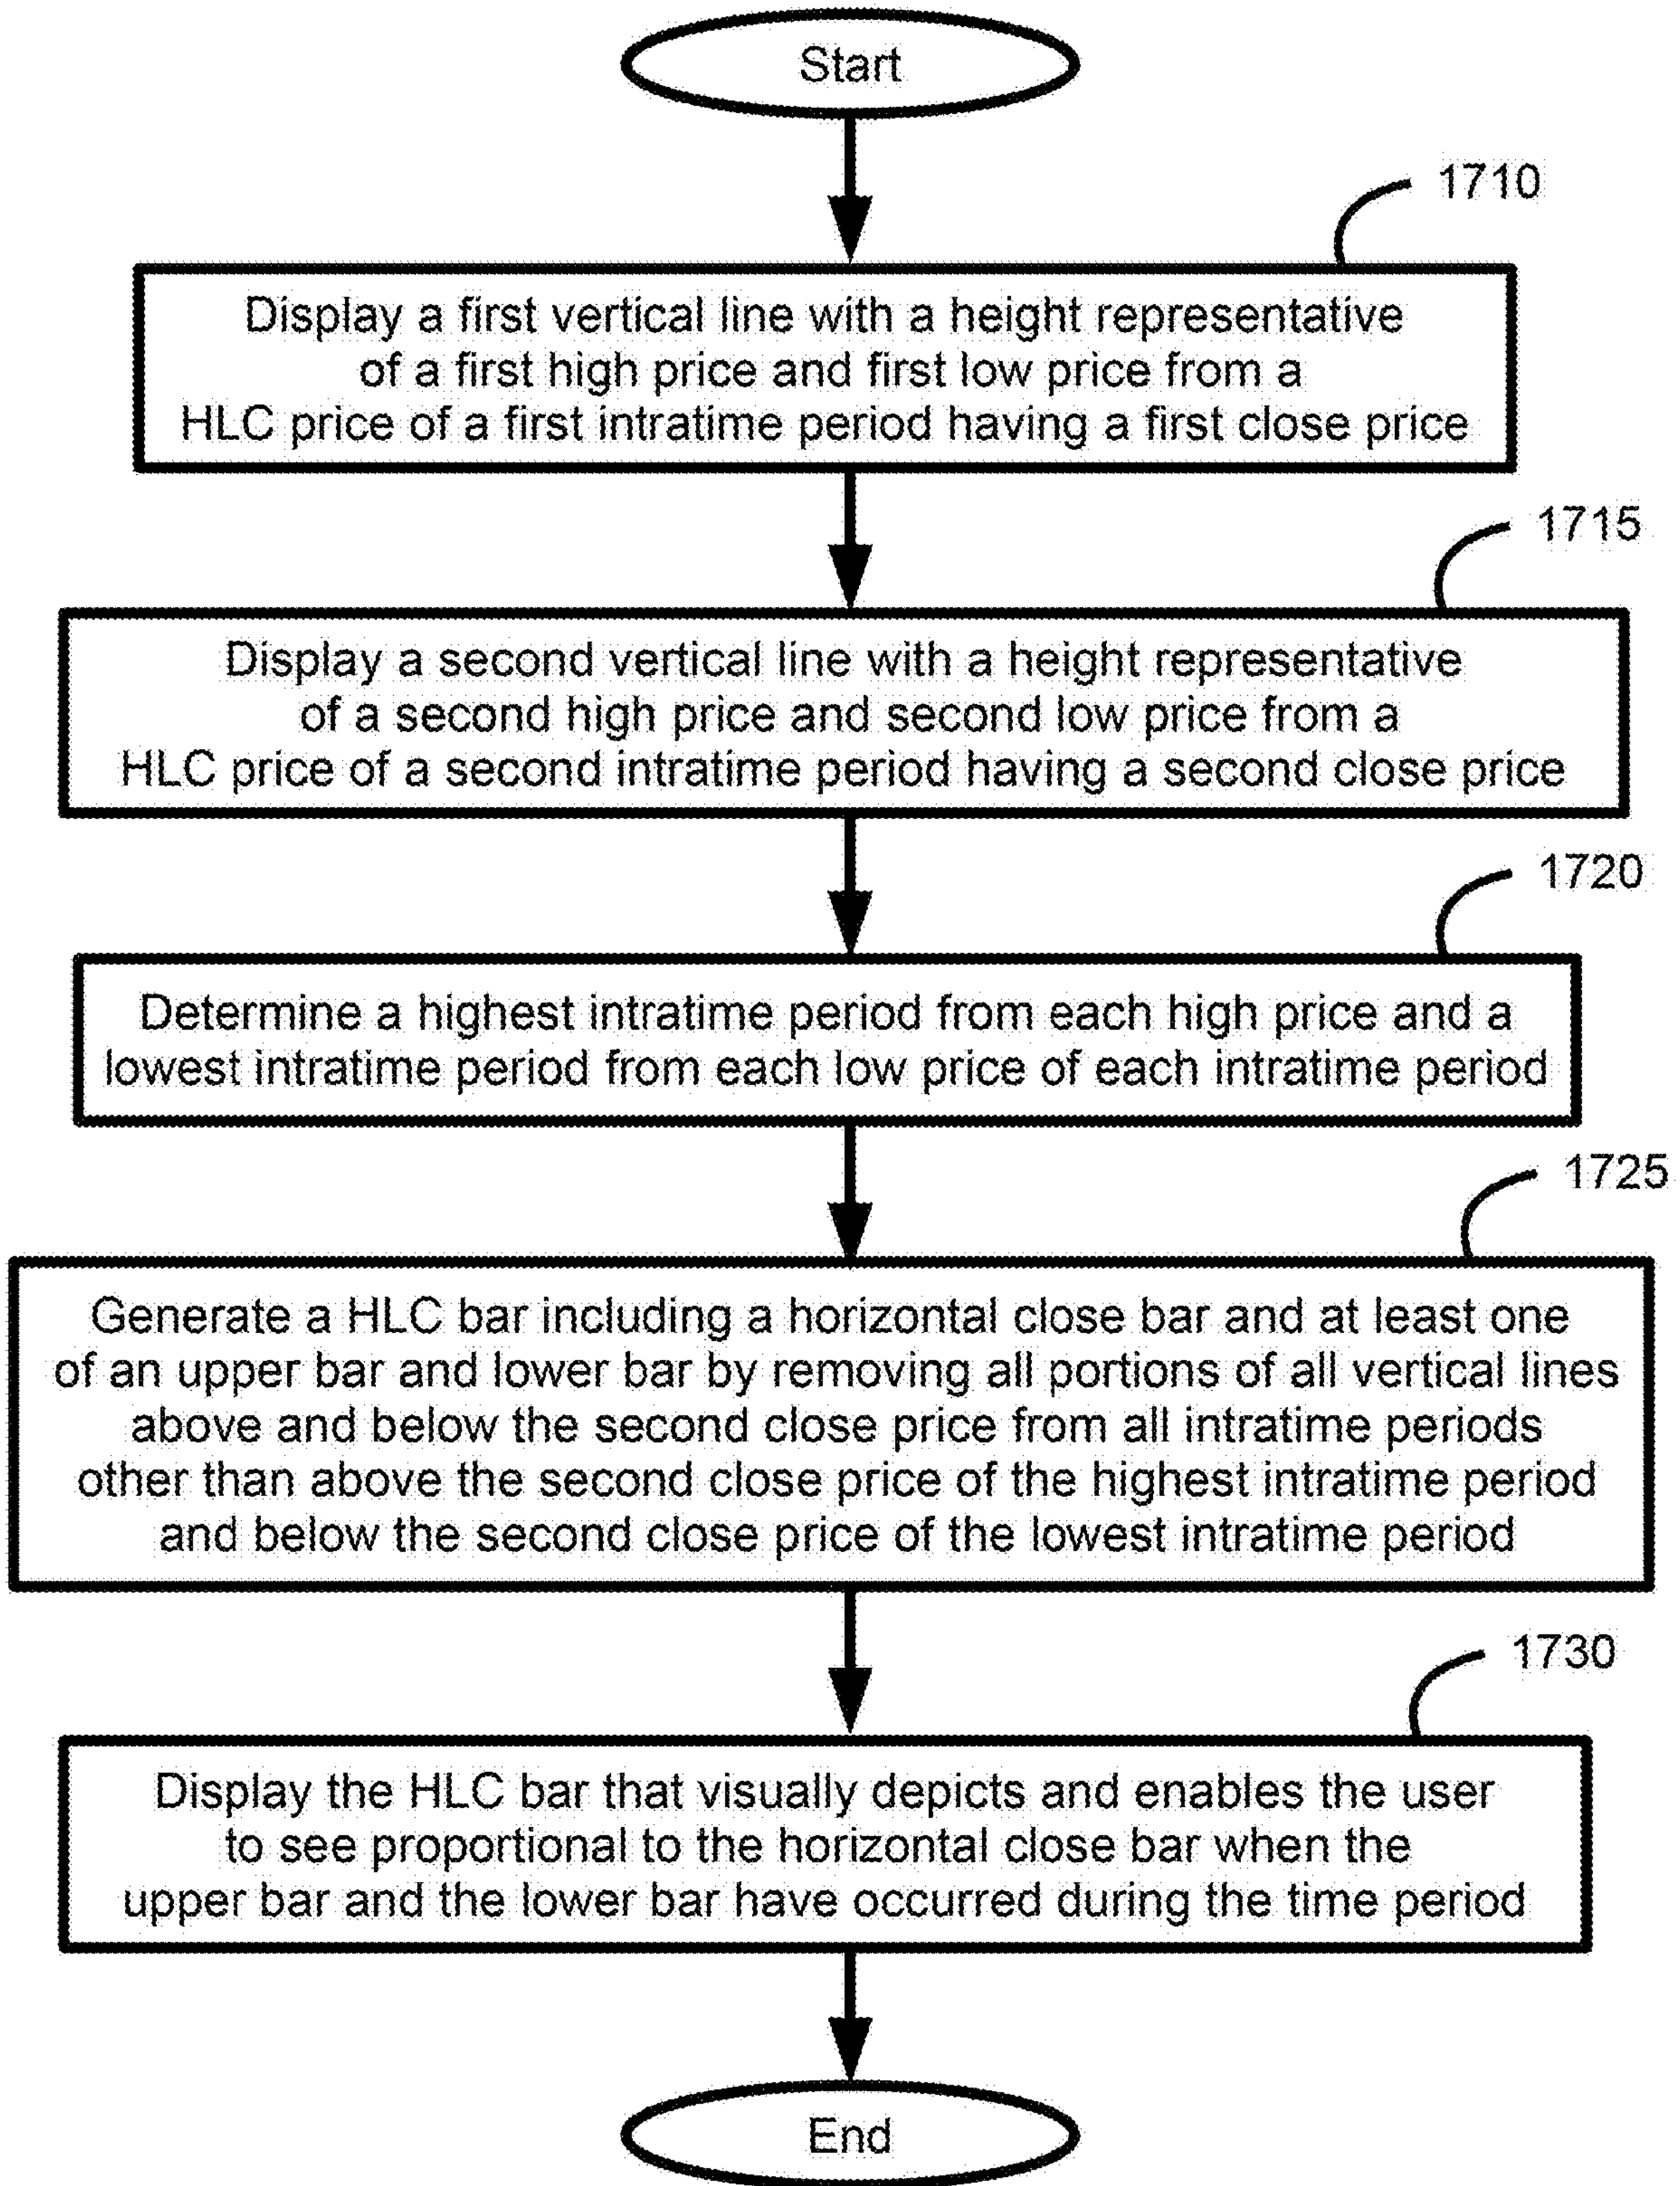 Start
1710
Display a first vertical line with a height representative
of a first high price and first low price from a
HLC price of a first intratime period having a first close price
1715
Display a second vertical line with a height representative
of a second high price and second low price from a
HLC price of a second intratime period having a second close price
1720
Determine a highest intratime period from each high price and a
lowest intratime period from each low price of each intratime period
1725
Generate a HLC bar including a horizontal close bar and at least one
of an upper bar and lower bar by removing all portions of all vertical lines
above and below the second close price from all intratime periods
other than above the second close price of the highest intratime period
and below the second close price of the lowest intratime period
1730
Display the HLC bar that visually depicts and enables the user
to see proportional to the horizontal close bar when the
upper bar and the lower bar have occurred during the time period
End